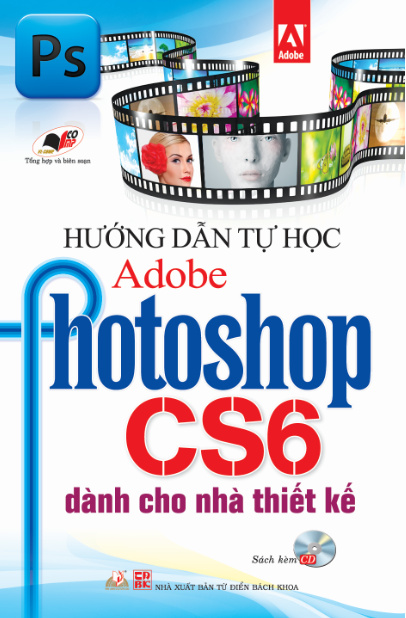 Ps
Adobe
Tổng hợp và biên soạn
HƯỚNG DẪN TỰ HỌC
Adobe
Photoshop
CS6
dành cho nhà thiết kế
Sách kèm CD
NHÀ XUẤT BẢN TỪ ĐIỂN BÁCH KHOA